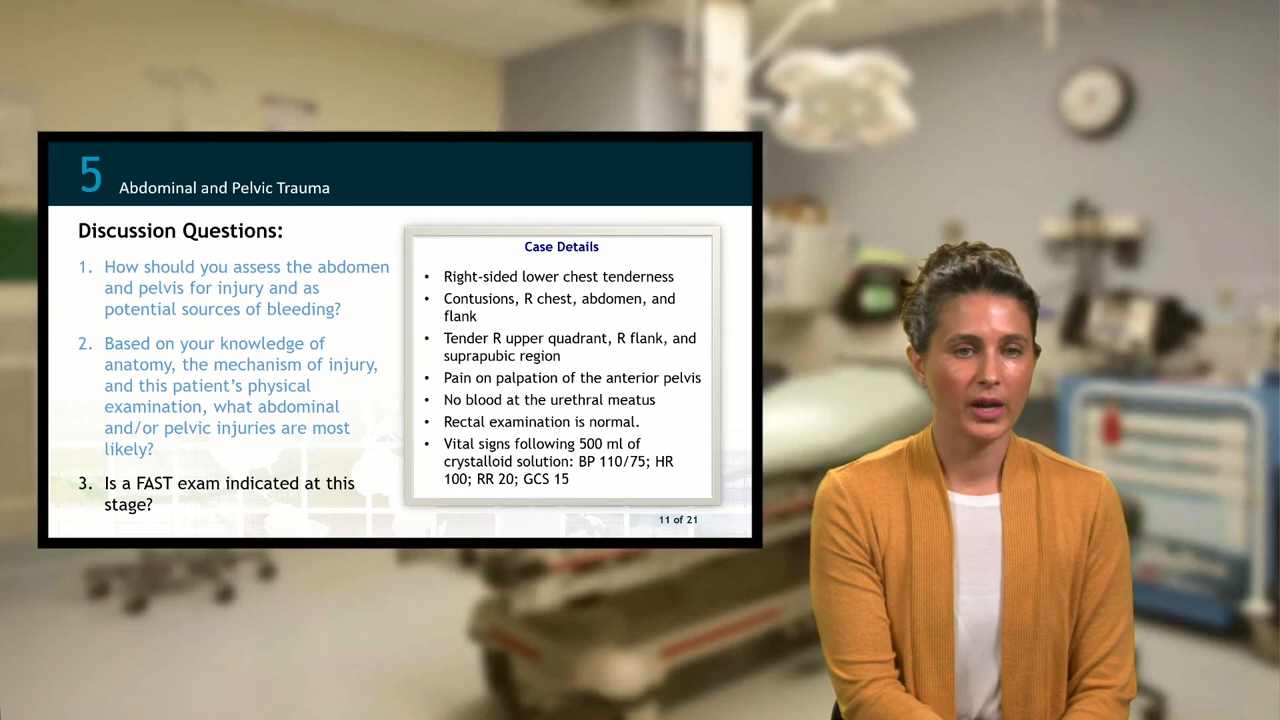 5
Abdominal and Pelvic Trauma
Discussion Questions:
1. How should you assess the abdomen
and pelvis for injury and as
potential sources of bleeding?
2. Based on your knowledge of
anatomy, the mechanism of injury,
and this patient's physical
examination, what abdominal
and/or pelvic injuries are most
likely?
3. Is a FAST exam indicated at this
stage?
Case Details
• Right-sided lower chest tenderness
• Contusions, R chest, abdomen, and
flank
• Tender R upper quadrant, R flank, and
suprapubic region
• Pain on palpation of the anterior pelvis
• No blood at the urethral meatus
• Rectal examination is normal.
• Vital signs following 500 ml of
crystalloid solution: BP 110/75; HR
100; RR 20; GCS 15
11 of 21